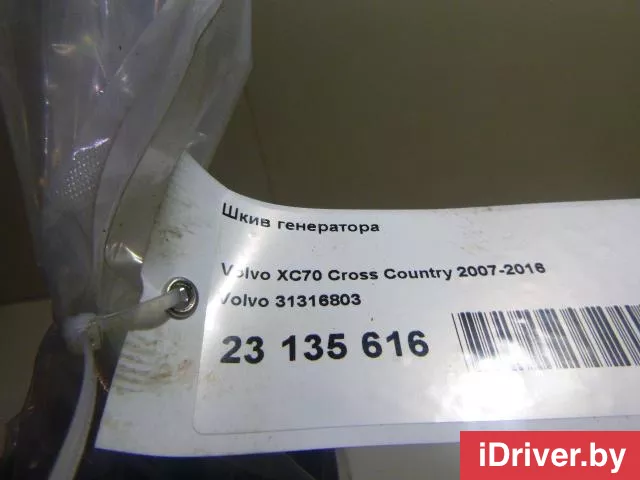 Шкив генератора
Volvo XC70 Cross Country 2007-2016
Volvo 31316803
23 135 616
iDriver.by